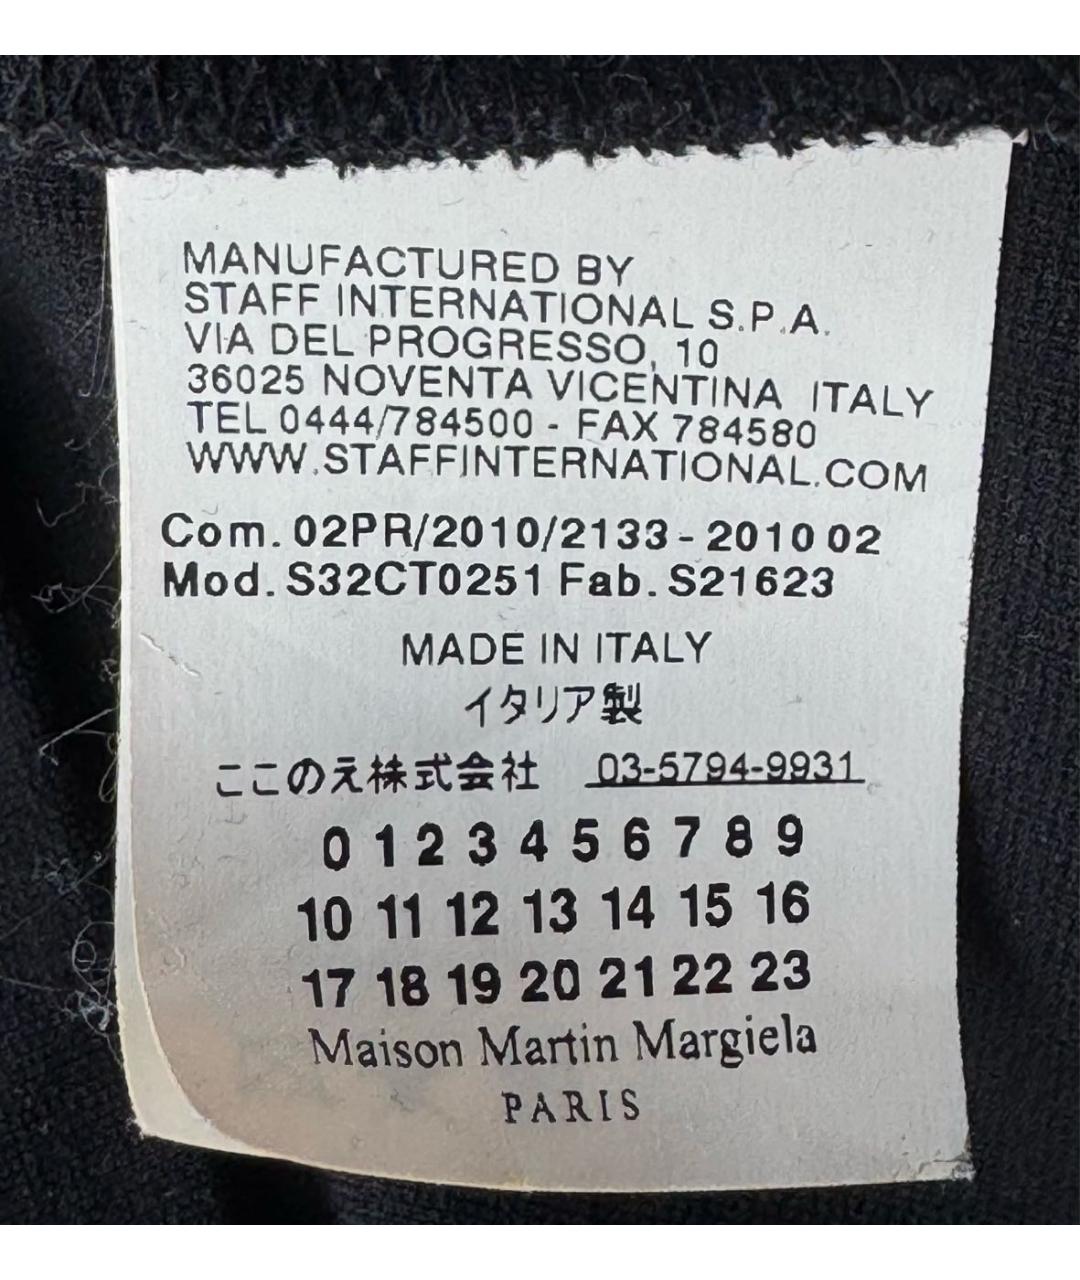 MANUFACTURED BY
STAFF INTERNATIONAL S.P.A.
VIA DEL PROGRESSO, 10
36025 NOVENTA VICENTINA ITALY
TEL 0444/784500 - FAX 784580
WWW.STAFFINTERNATIONAL.COM
Com. 02PR/2010/2133 - 2010 02
Mod. S32CT0251 Fab. S21623
MADE IN ITALY
イタリア製
ここのえ株式会社 03-5794-9931
0 1 2 3 4 5 6 7 8 9
10 11 12 13 14 15 16
17 18 19 20 21 22 23
Maison Martin Margiela
PARIS